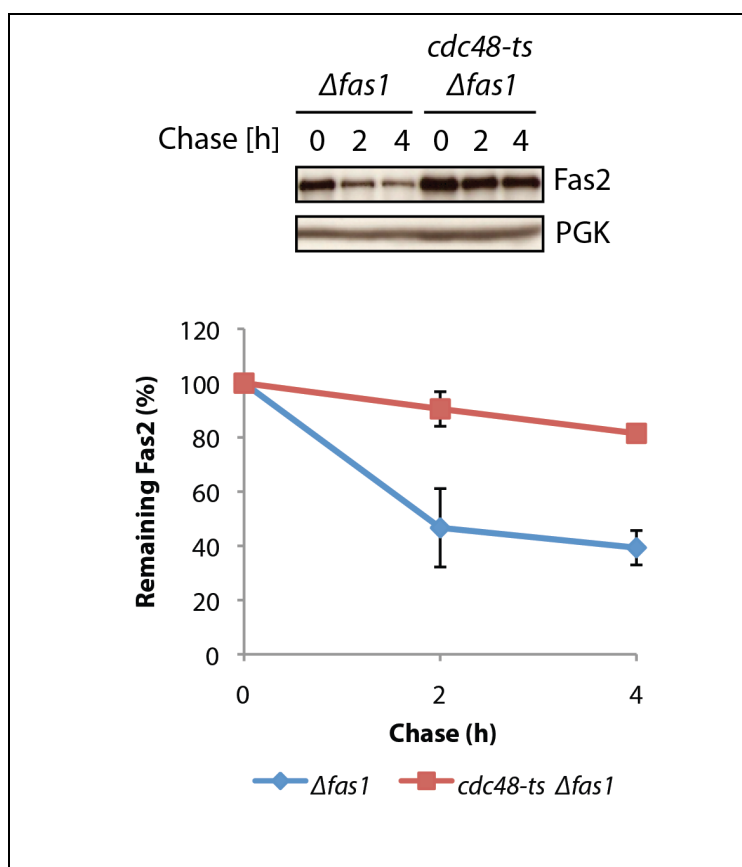 cdc48-ts
Δfas1 Δfas1
Chase [h] 0 2 4 0 2 4
Fas2
PGK
120
100
80
60
40
20
0
Remaining Fas2 (%)
0 2 4
Chase (h)
Δfas1 cdc48-ts Δfas1